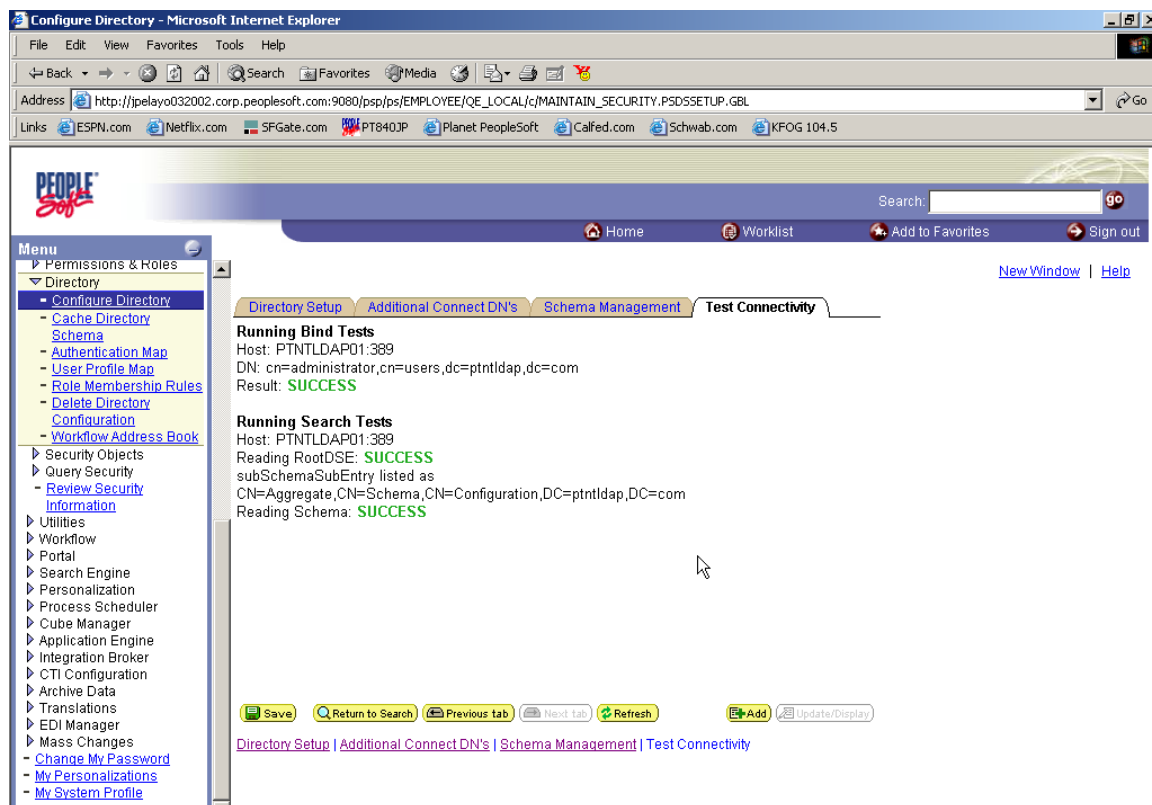 Configure Directory - Microsoft Internet Explorer
File Edit View Favorites Tools Help
Back Search Favorites Media
Address http://jpelayo032002.corp.peoplesoft.com:9080/psp/ps/EMPLOYEE/QE_LOCAL/c/MAINTAIN_SECURITY.PSDSSETUP.GBL Go
Links ESPN.com Netflix.com SFGate.com PT840JP Planet PeopleSoft Calfed.com Schwab.com KFOG 104.5
PEOPLE
Soft
Search: go
Home Worklist Add to Favorites Sign out
Menu
Permissions & Roles
Directory
- Configure Directory
- Cache Directory
Schema
- Authentication Map
- User Profile Map
- Role Membership Rules
- Delete Directory
Configuration
- Workflow Address Book
Security Objects
Query Security
- Review Security
Information
Utilities
Workflow
Portal
Search Engine
Personalization
Process Scheduler
Cube Manager
Application Engine
Integration Broker
CTI Configuration
Archive Data
Translations
EDI Manager
Mass Changes
- Change My Password
- My Personalizations
- My System Profile
New Window | Help
Directory Setup Additional Connect DN's Schema Management Test Connectivity
Running Bind Tests
Host: PTNTLDAP01:389
DN: cn=administrator,cn=users,dc=ptntldap,dc=com
Result: SUCCESS
Running Search Tests
Host: PTNTLDAP01:389
Reading RootDSE: SUCCESS
subSchemaSubEntry listed as
CN=Aggregate,CN=Schema,CN=Configuration,DC=ptntldap,DC=com
Reading Schema: SUCCESS
Save Return to Search Previous tab Next tab Refresh Add Update/Display
Directory Setup | Additional Connect DN's | Schema Management | Test Connectivity